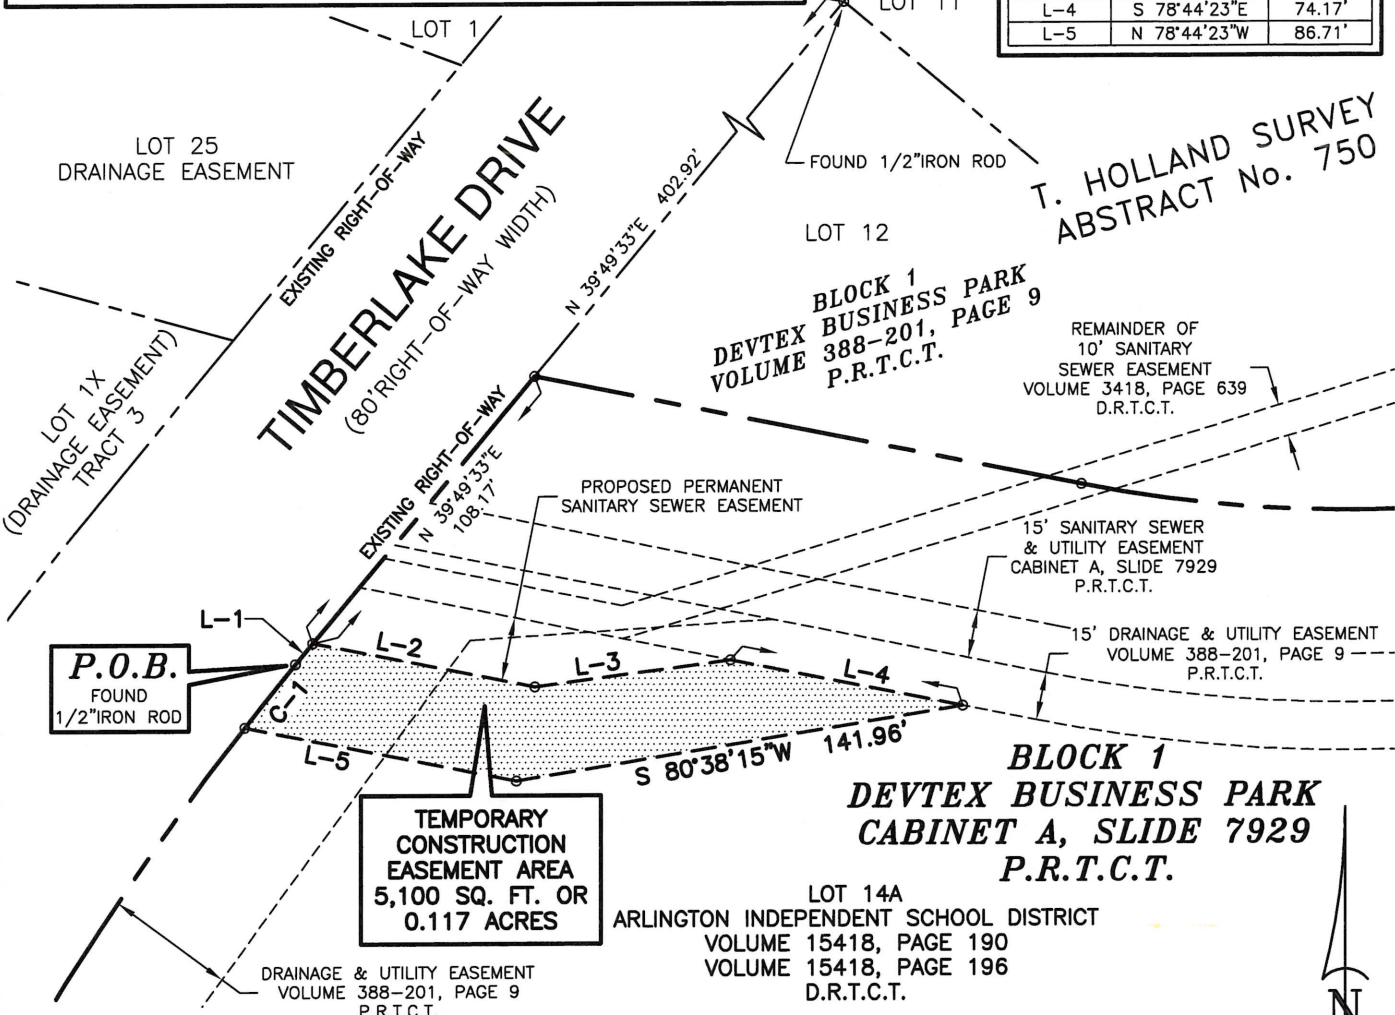 LOT 1
LOT 11
L-4 S 78°44'23"E 74.17'
L-5 N 78°44'23"W 86.71'
LOT 25
DRAINAGE EASEMENT
EXISTING RIGHT-OF-WAY
TIMBERLAKE DRIVE
(80'RIGHT-OF-WAY WIDTH)
N 39°49'33"E 402.92'
FOUND 1/2"IRON ROD
T. HOLLAND SURVEY
ABSTRACT No. 750
LOT 12
BLOCK 1
DEVTEX BUSINESS PARK
VOLUME 388-201, PAGE 9
P.R.T.C.T.
REMAINDER OF
10' SANITARY
SEWER EASEMENT
VOLUME 3418, PAGE 639
D.R.T.C.T.
LOT 1X
(DRAINAGE EASEMENT)
TRACT 3
EXISTING RIGHT-OF-WAY
N 39°49'33"E
108.17'
PROPOSED PERMANENT
SANITARY SEWER EASEMENT
15' SANITARY SEWER
& UTILITY EASEMENT
CABINET A, SLIDE 7929
P.R.T.C.T.
15' DRAINAGE & UTILITY EASEMENT
VOLUME 388-201, PAGE 9
P.R.T.C.T.
L-1
L-2
L-3
L-4
P.O.B.
FOUND
1/2"IRON ROD
C-1
L-5
S 80°38'15"W 141.96'
TEMPORARY
CONSTRUCTION
EASEMENT AREA
5,100 SQ. FT. OR
0.117 ACRES
BLOCK 1
DEVTEX BUSINESS PARK
CABINET A, SLIDE 7929
P.R.T.C.T.
LOT 14A
ARLINGTON INDEPENDENT SCHOOL DISTRICT
VOLUME 15418, PAGE 190
VOLUME 15418, PAGE 196
D.R.T.C.T.
DRAINAGE & UTILITY EASEMENT
VOLUME 388-201, PAGE 9
P.R.T.C.T.
N